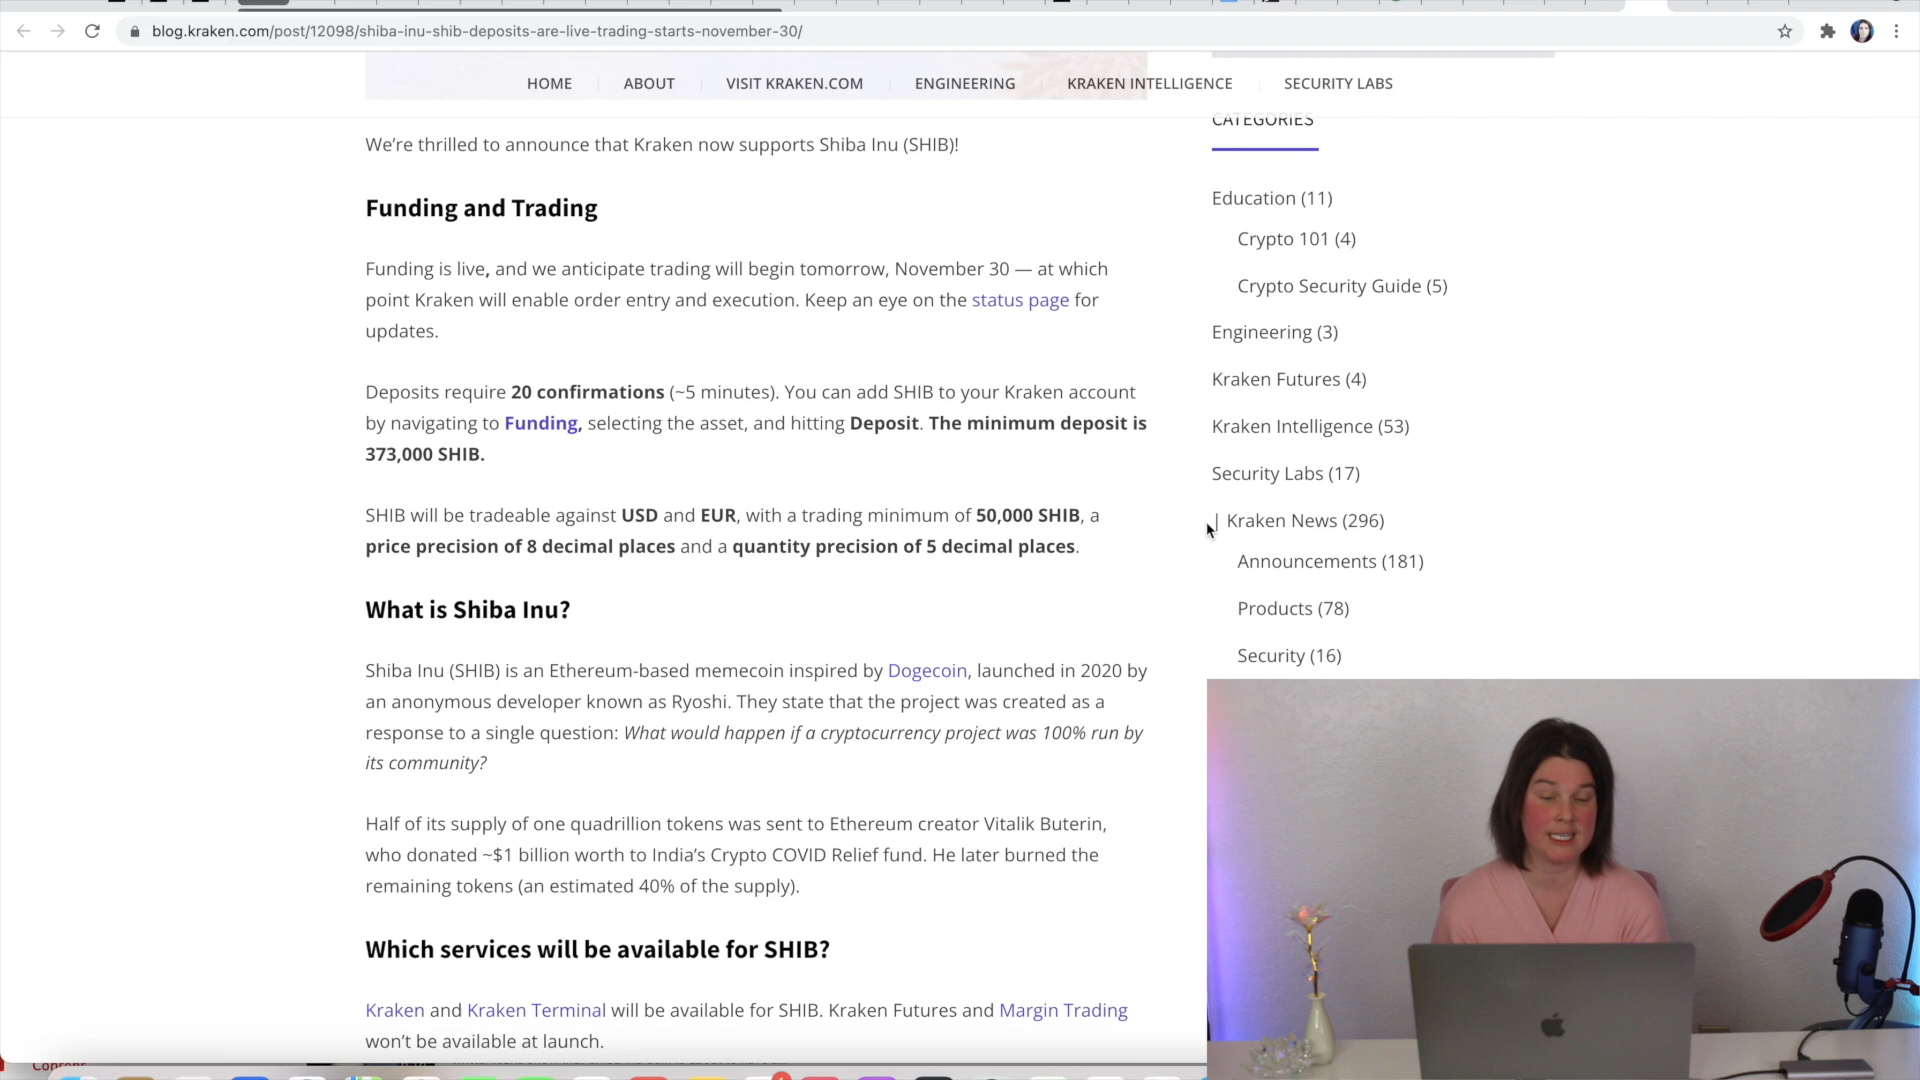 blog.kraken.com/post/12098/shiba-inu-shib-deposits-are-live-trading-starts-november-30/
HOME ABOUT VISIT KRAKEN.COM ENGINEERING KRAKEN INTELLIGENCE SECURITY LABS
We’re thrilled to announce that Kraken now supports Shiba Inu (SHIB)!
Funding and Trading
Funding is live, and we anticipate trading will begin tomorrow, November 30 — at which
point Kraken will enable order entry and execution. Keep an eye on the status page for
updates.
Deposits require 20 confirmations (~5 minutes). You can add SHIB to your Kraken account
by navigating to Funding, selecting the asset, and hitting Deposit. The minimum deposit is
373,000 SHIB.
SHIB will be tradeable against USD and EUR, with a trading minimum of 50,000 SHIB, a
price precision of 8 decimal places and a quantity precision of 5 decimal places.
What is Shiba Inu?
Shiba Inu (SHIB) is an Ethereum-based memecoin inspired by Dogecoin, launched in 2020 by
an anonymous developer known as Ryoshi. They state that the project was created as a
response to a single question: What would happen if a cryptocurrency project was 100% run by
its community?
Half of its supply of one quadrillion tokens was sent to Ethereum creator Vitalik Buterin,
who donated ~$1 billion worth to India’s Crypto COVID Relief fund. He later burned the
remaining tokens (an estimated 40% of the supply).
Which services will be available for SHIB?
Kraken and Kraken Terminal will be available for SHIB. Kraken Futures and Margin Trading
won’t be available at launch.
CATEGORIES
Education (11)
Crypto 101 (4)
Crypto Security Guide (5)
Engineering (3)
Kraken Futures (4)
Kraken Intelligence (53)
Security Labs (17)
| Kraken News (296)
Announcements (181)
Products (78)
Security (16)